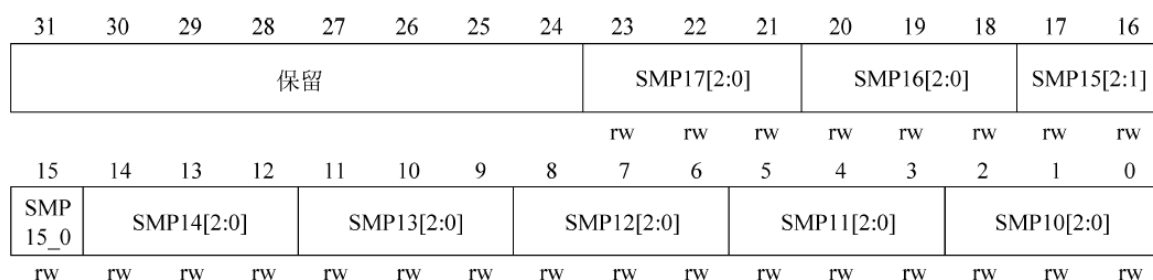 31 30 29 28 27 26 25 24 23 22 21 20 19 18 17 16
保留 SMP17[2:0] SMP16[2:0] SMP15[2:1]
rw rw rw rw rw rw rw rw
15 14 13 12 11 10 9 8 7 6 5 4 3 2 1 0
SMP
15_0 SMP14[2:0] SMP13[2:0] SMP12[2:0] SMP11[2:0] SMP10[2:0]
rw rw rw rw rw rw rw rw rw rw rw rw rw rw rw rw